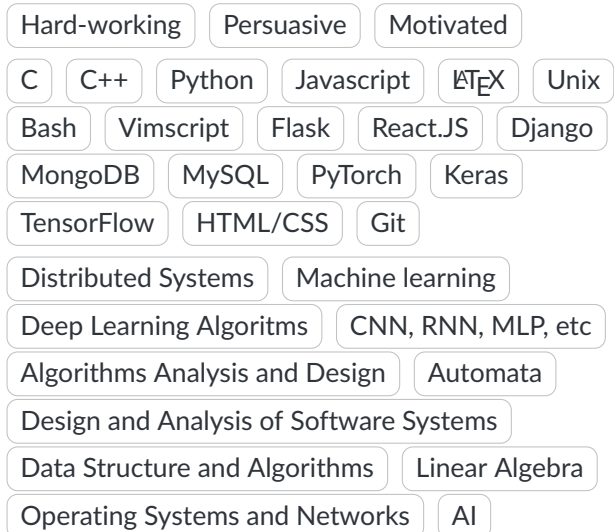 Hard-working Persuasive Motivated
C C++ Python Javascript LATEX Unix
Bash Vimscript Flask React.JS Django
MongoDB MySQL PyTorch Keras
TensorFlow HTML/CSS Git
Distributed Systems Machine learning
Deep Learning Algoritms CNN, RNN, MLP, etc
Algorithms Analysis and Design Automata
Design and Analysis of Software Systems
Data Structure and Algorithms Linear Algebra
Operating Systems and Networks AI